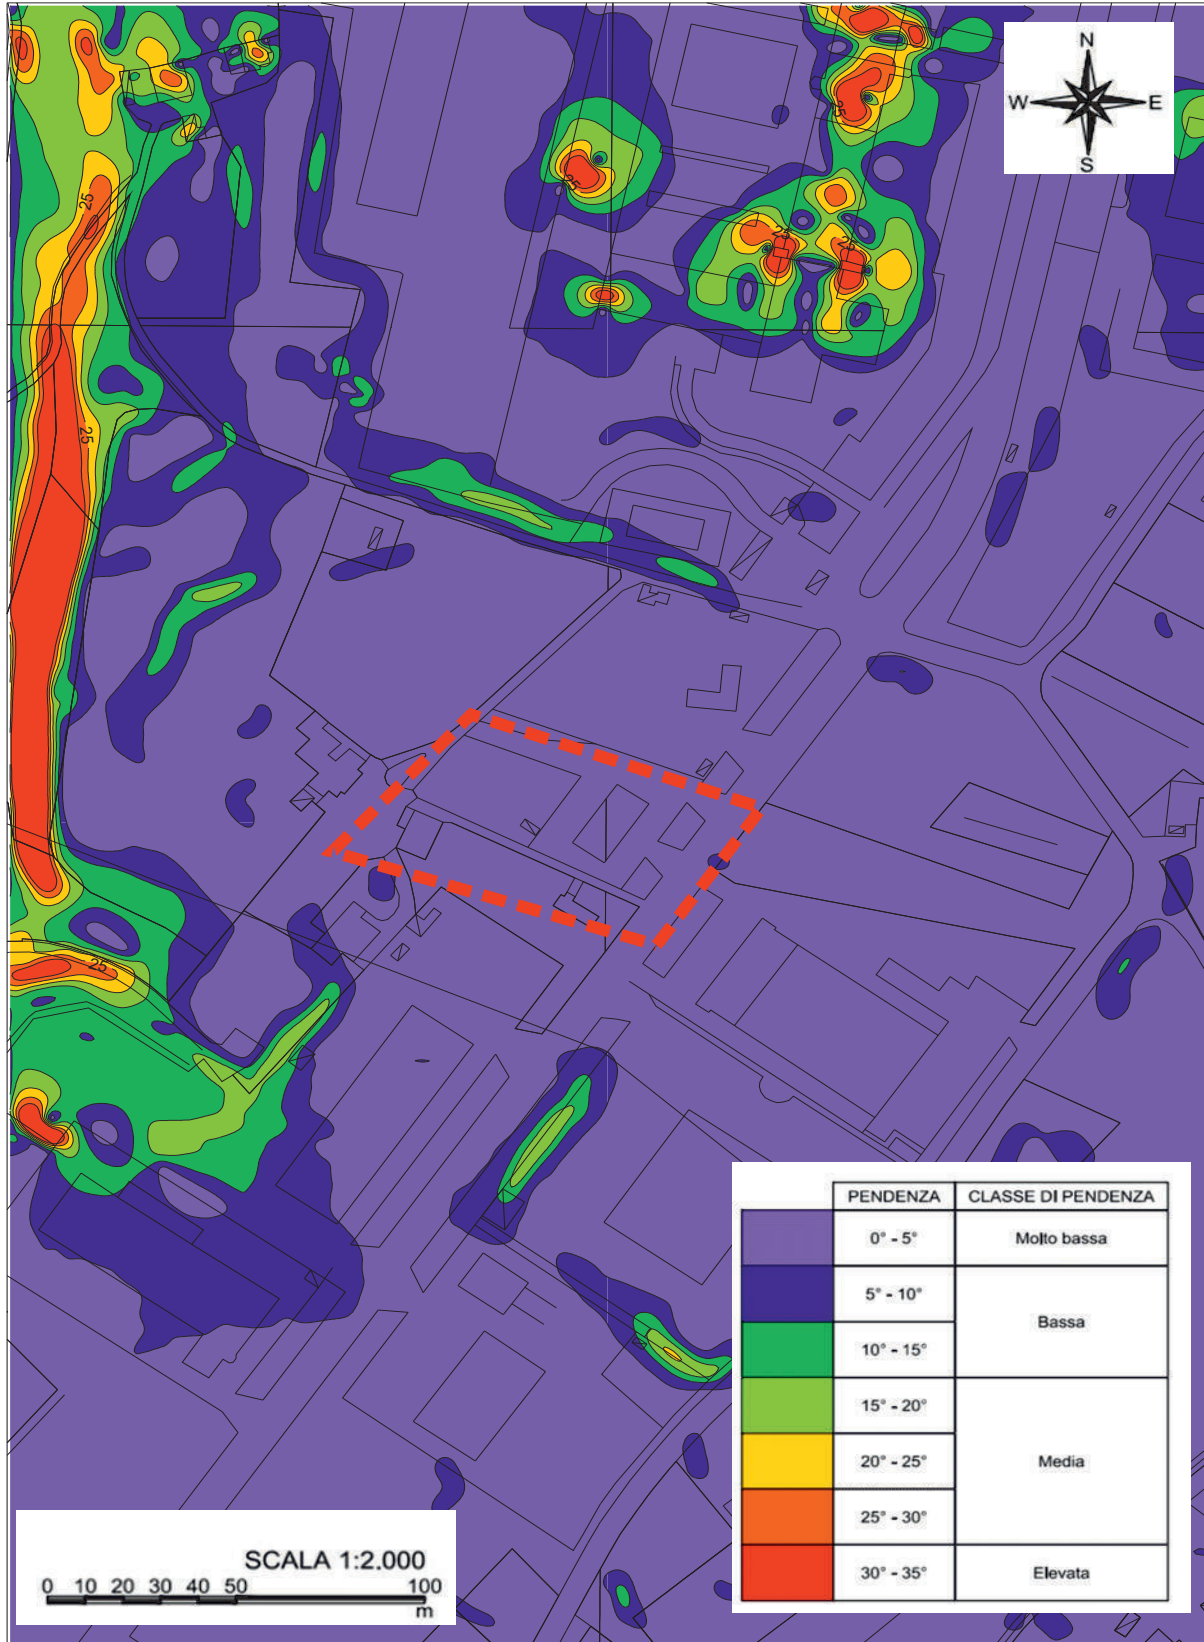 N
W E
S
25
25
25
25
25
25
25
PENDENZA CLASSE DI PENDENZA
0° - 5° Molto bassa
5° - 10°
Bassa
10° - 15°
15° - 20°
20° - 25° Media
25° - 30°
30° - 35° Elevata
SCALA 1:2.000
0 10 20 30 40 50 100
m